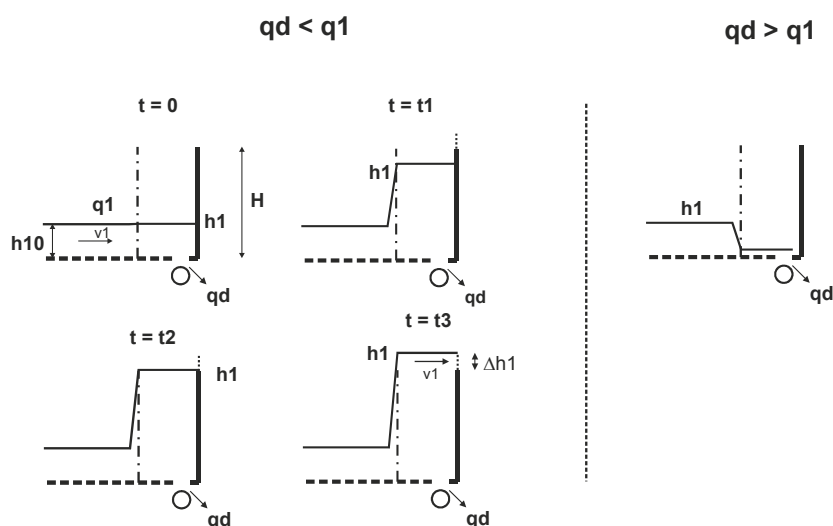 qd < q1
qd > q1
t = 0
t = t1
h1
H
q1
h1
h1
h10
v1
qd
qd
qd
t = t2
t = t3
h1
h1
v1
Δh1
qd
qd